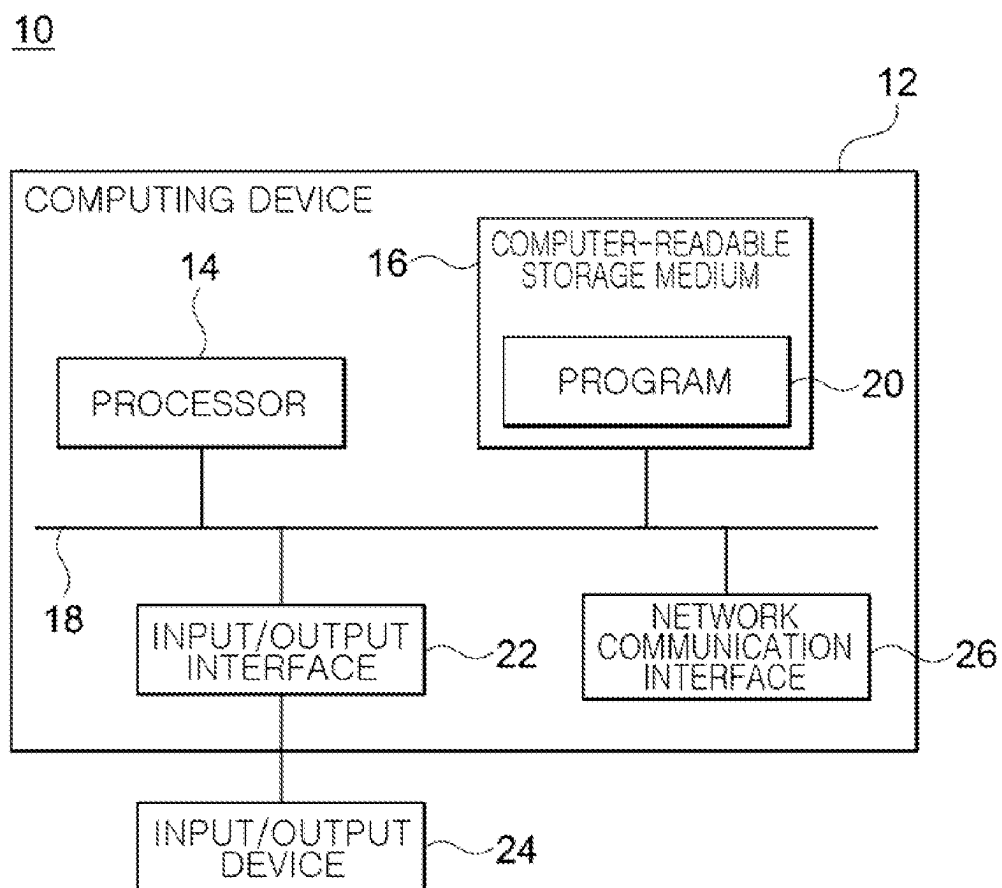 10
12
COMPUTING DEVICE
14
16
COMPUTER-READABLE
STORAGE MEDIUM
PROCESSOR
PROGRAM
20
18
INPUT/OUTPUT
INTERFACE
22
NETWORK
COMMUNICATION
INTERFACE
26
INPUT/OUTPUT
DEVICE
24